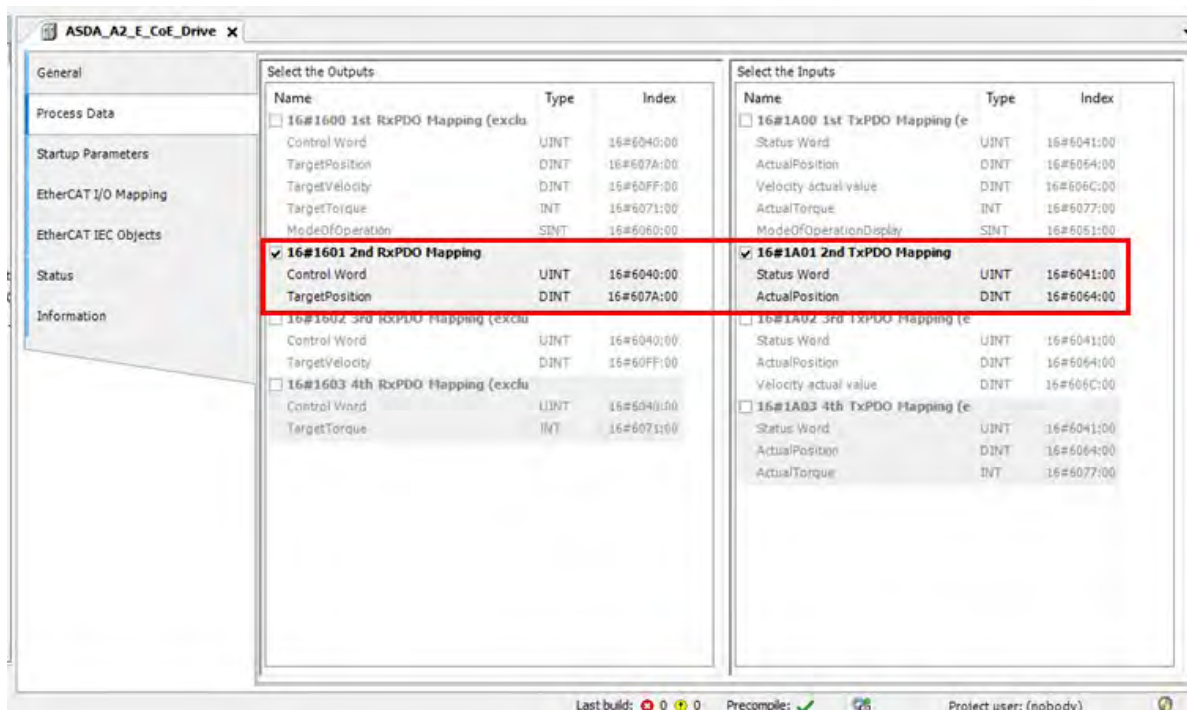 ASDA_A2_E_CoE_Drive X
General
Process Data
Startup Parameters
EtherCAT I/O Mapping
EtherCAT IEC Objects
Status
Information
Select the Outputs
Name Type Index
16#1600 1st RxPDO Mapping (exclu
Control Word UINT 16#6040:00
TargetPosition DINT 16#607A:00
TargetVelocity DINT 16#60FF:00
TargetTorque INT 16#6071:00
ModeOfOperation SINT 16#6060:00
16#1601 2nd RxPDO Mapping
Control Word UINT 16#6040:00
TargetPosition DINT 16#607A:00
16#1602 3rd RxPDO Mapping (exclu
Control Word UINT 16#6040:00
TargetVelocity DINT 16#60FF:00
16#1603 4th RxPDO Mapping (exclu
Control Word UINT 16#6040:00
TargetTorque INT 16#6071:00
Select the Inputs
Name Type Index
16#1A00 1st TxPDO Mapping (e
Status Word UINT 16#6041:00
ActualPosition DINT 16#6064:00
Velocity actual value DINT 16#606C:00
ActualTorque INT 16#6077:00
ModeOfOperationDisplay SINT 16#6061:00
16#1A01 2nd TxPDO Mapping
Status Word UINT 16#6041:00
ActualPosition DINT 16#6064:00
16#1A02 3rd TxPDO Mapping (e
Status Word UINT 16#6041:00
ActualPosition DINT 16#6064:00
Velocity actual value DINT 16#606C:00
16#1A03 4th TxPDO Mapping (e
Status Word UINT 16#6041:00
ActualPosition DINT 16#6064:00
ActualTorque INT 16#6077:00
Last build: 0 0 Precompile: Project user: (nobody)